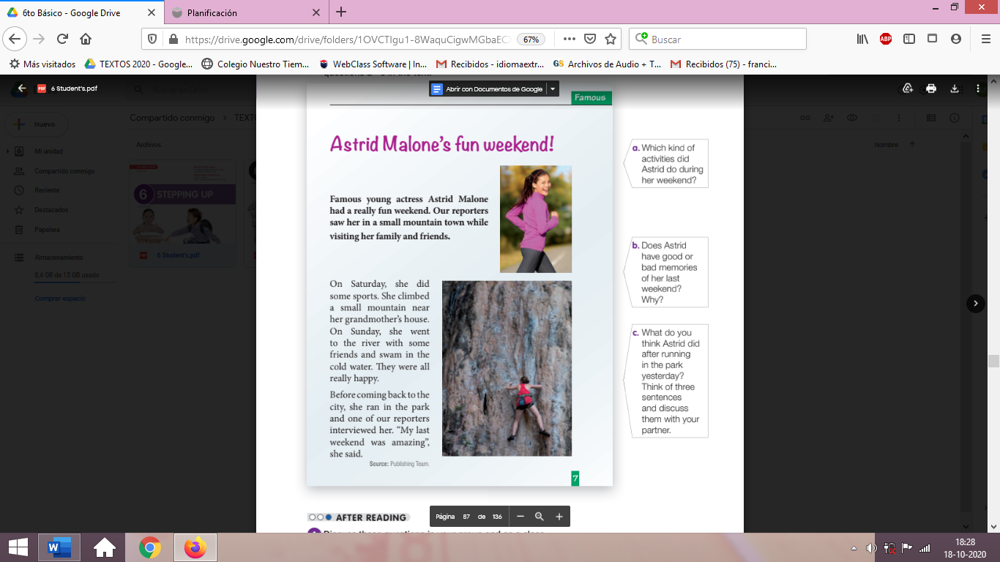 6to Básico - Google Drive
Planificación
https://drive.google.com/drive/folders/1OVCTIgu1-8WaquCigwMGbaEC
67%
Buscar
Más visitados
TEXTOS 2020 - Google...
Colegio Nuestro Tiem...
WebClass Software | In...
Recibidos - idiomaextr...
Archivos de Audio + T...
Recibidos (75) - franci...
6 Student's.pdf
Abrir con Documentos de Google
Compartido conmigo
Nuevo
Archivos
Nombre
Mi unidad
Compartido conmigo
Reciente
Destacados
Papelera
Almacenamiento
8,4 GB de 15 GB usado
Comprar espacio
6 STEPPING UP
6 Student's.pdf
Famous
Astrid Malone's fun weekend!
Famous young actress Astrid Malone
had a really fun weekend. Our reporters
saw her in a small mountain town while
visiting her family and friends.
On Saturday, she did
some sports. She climbed
a small mountain near
her grandmother's house.
On Sunday, she went
to the river with some
friends and swam in the
cold water. They were all
really happy.
Before coming back to the
city, she ran in the park
and one of our reporters
interviewed her. “My last
weekend was amazing”,
she said.
Source: Publishing Team.
7
a. Which kind of
activities did
Astrid do during
her weekend?
b. Does Astrid
have good or
bad memories
of her last
weekend?
Why?
c. What do you
think Astrid did
after running
in the park
yesterday?
Think of three
sentences
and discuss
them with your
partner.
AFTER READING
Página 87 de 136
18:28
18-10-2020